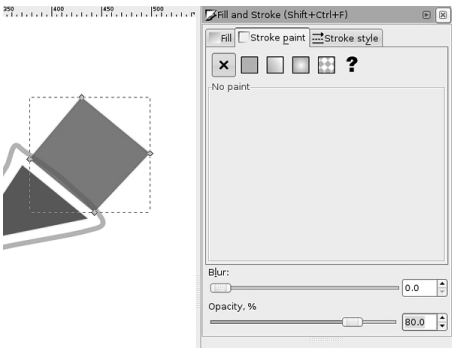 350 400 450 500
Fill and Stroke (Shift+Ctrl+F)
Fill Stroke paint Stroke style
?
No paint
Blur:
0.0
Opacity, %
80.0